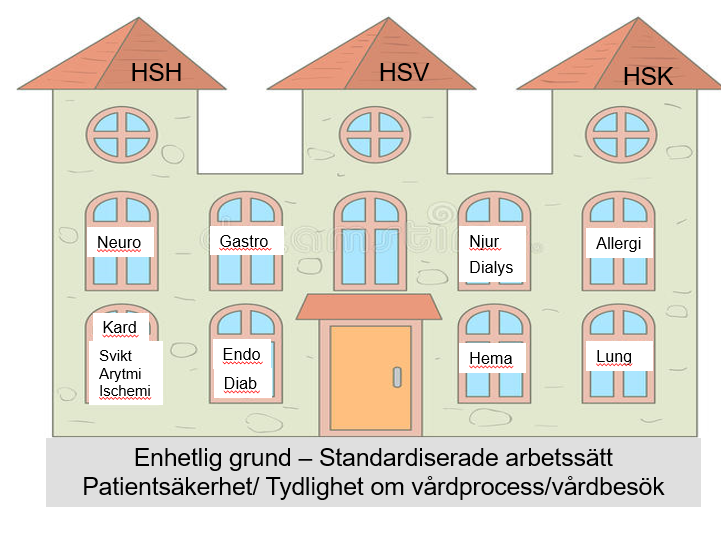 HSH
HSV
HSK
Neuro
Gastro
Njur
Dialys
Allergi
Kard
Svikt
Arytmi
Ischemi
Endo
Diab
Hema
Lung
Enhetlig grund – Standardiserade arbetssätt
Patientsäkerhet/ Tydlighet om vårdprocess/vårdbesök